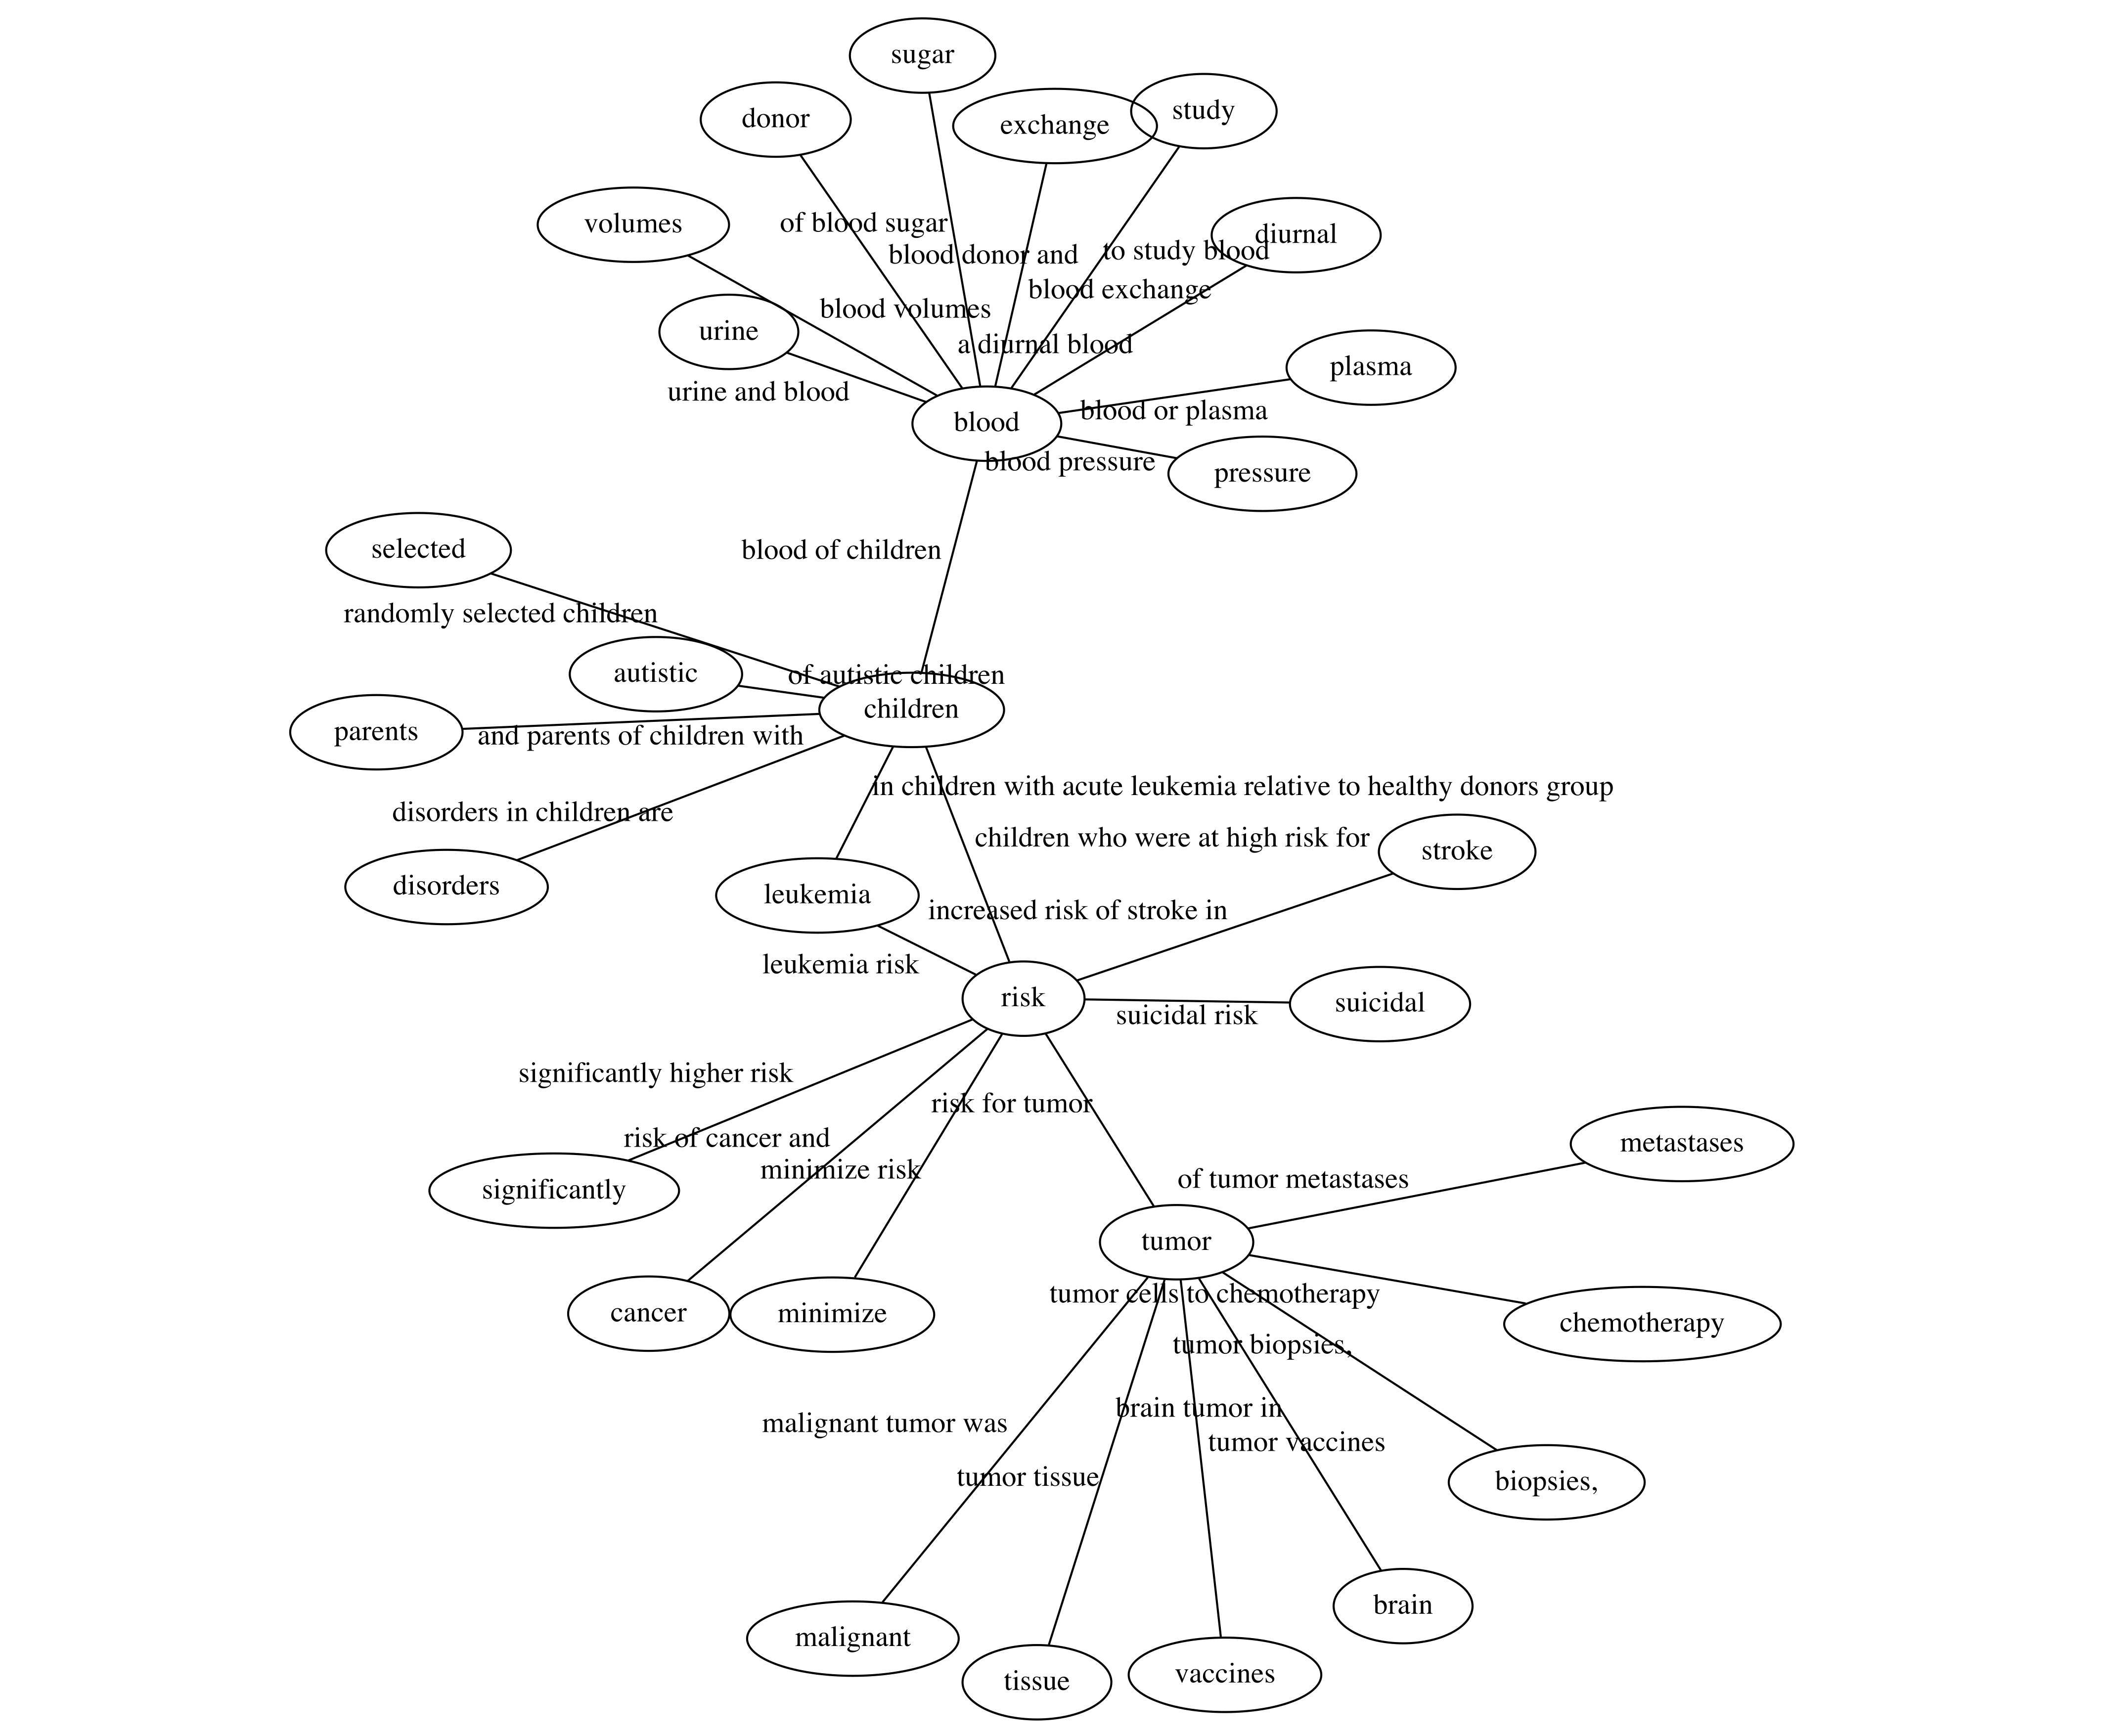 sugar
study
donor
exchange
volumes
of blood sugar
diurnal
to study blood
blood donor and
blood exchange
blood volumes
urine
a diurnal blood
plasma
urine and blood
blood or plasma
blood
blood pressure
pressure
selected
blood of children
randomly selected children
autistic
of autistic children
children
parents
and parents of children with
in children with acute leukemia relative to healthy donors group
disorders in children are
children who were at high risk for
stroke
disorders
leukemia
increased risk of stroke in
leukemia risk
risk
suicidal
suicidal risk
significantly higher risk
risk for tumor
risk of cancer and
metastases
minimize risk
of tumor metastases
significantly
tumor
tumor cells to chemotherapy
cancer
minimize
chemotherapy
tumor biopsies,
brain tumor in
malignant tumor was
tumor vaccines
tumor tissue
biopsies,
brain
malignant
vaccines
tissue